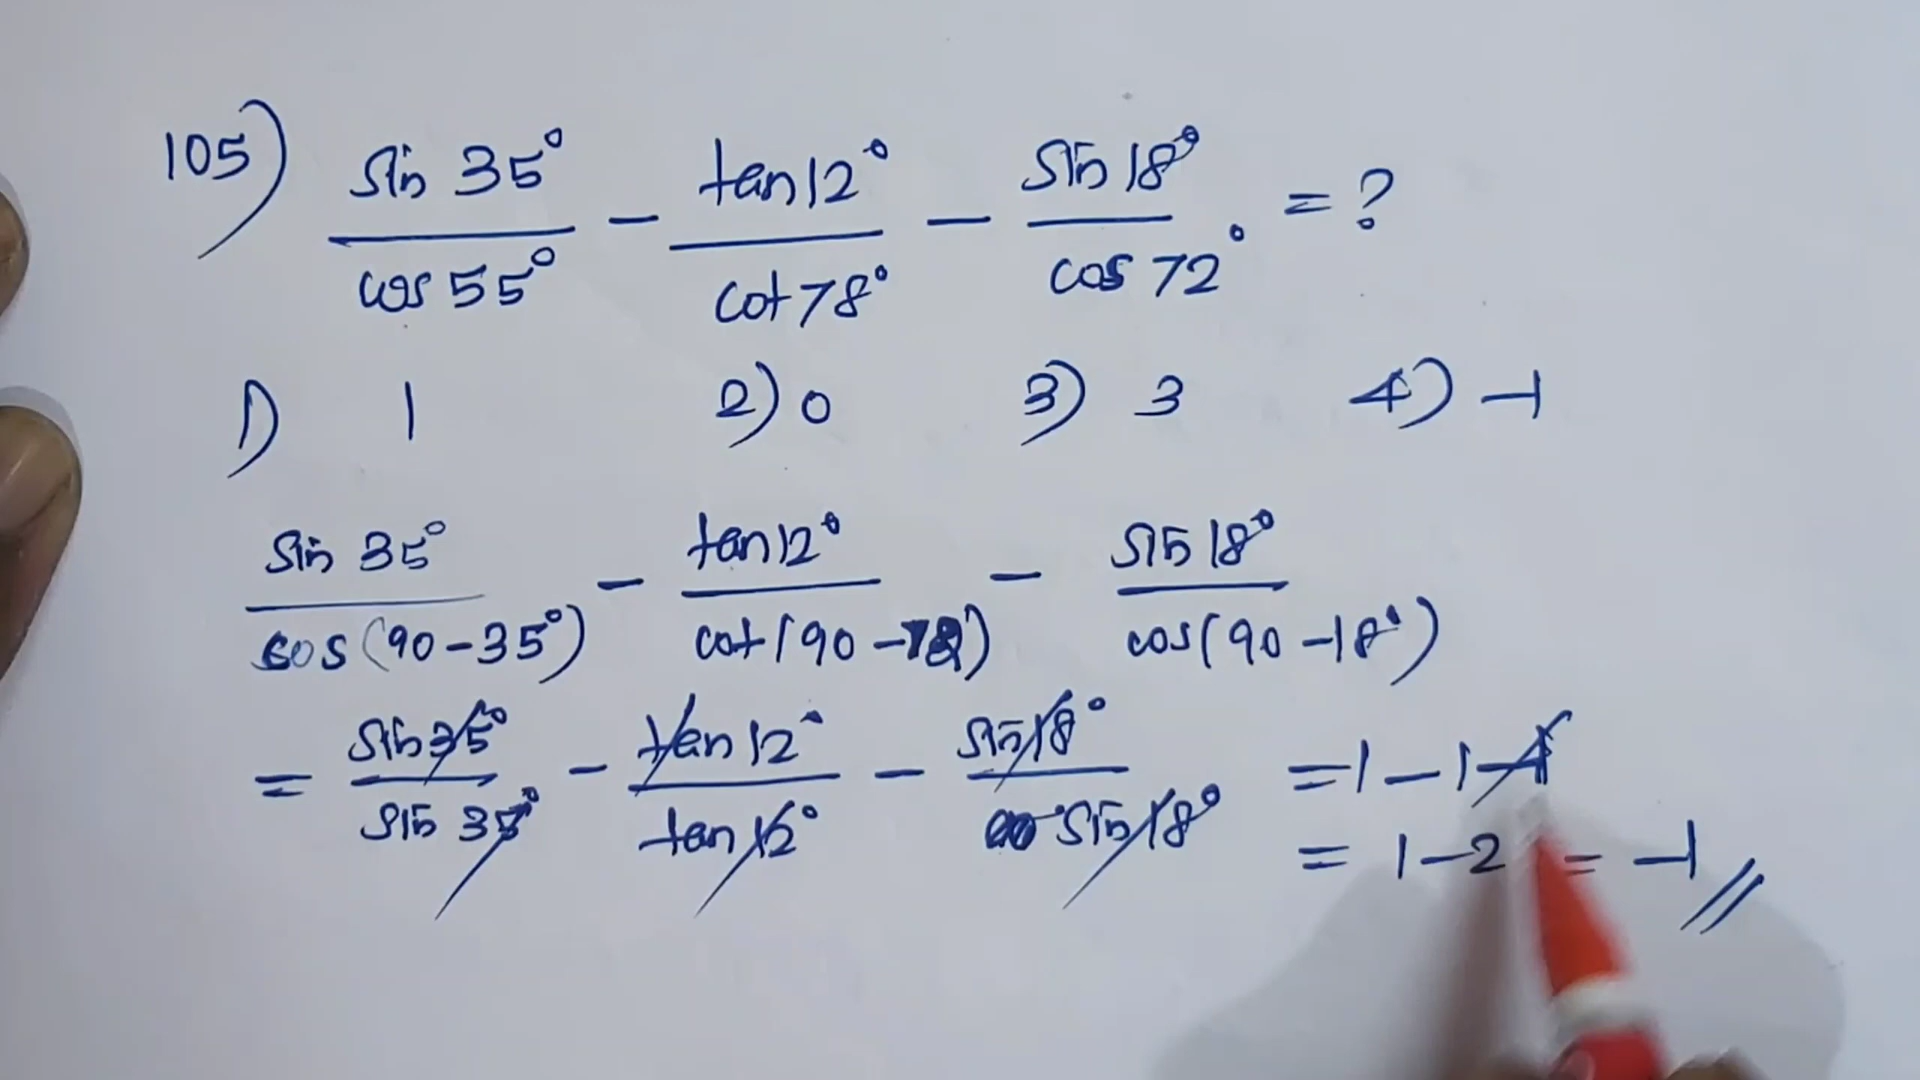 105) sin 35° / cos 55° - tan 12° / cot 78° - sin 18° / cos 72° = ?
1) 1 2) 0 3) 3 4) -1
sin 35° / cos(90-35°) - tan 12° / cot(90-12) - sin 18° / cos(90-18°)
= sin 35° / sin 35° - tan 12° / tan 12° - sin 18° / sin 18° = 1-1-1
= 1-2 = -1